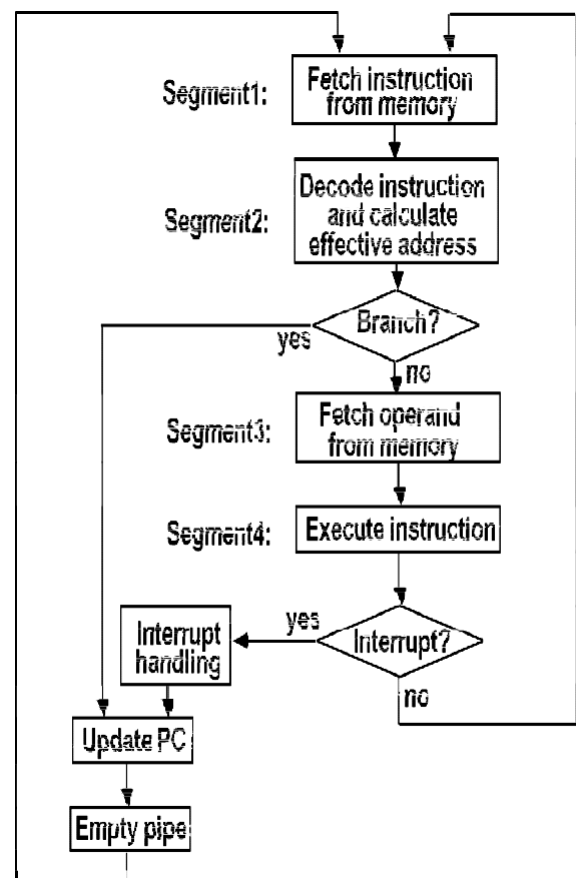 Segment1:
Fetch instruction
from memory
Segment2:
Decode instruction
and calculate
effective address
Branch?
yes
no
Segment3:
Fetch operand
from memory
Segment4:
Execute instruction
Interrupt?
yes
no
Interrupt
handling
Update PC
Empty pipe